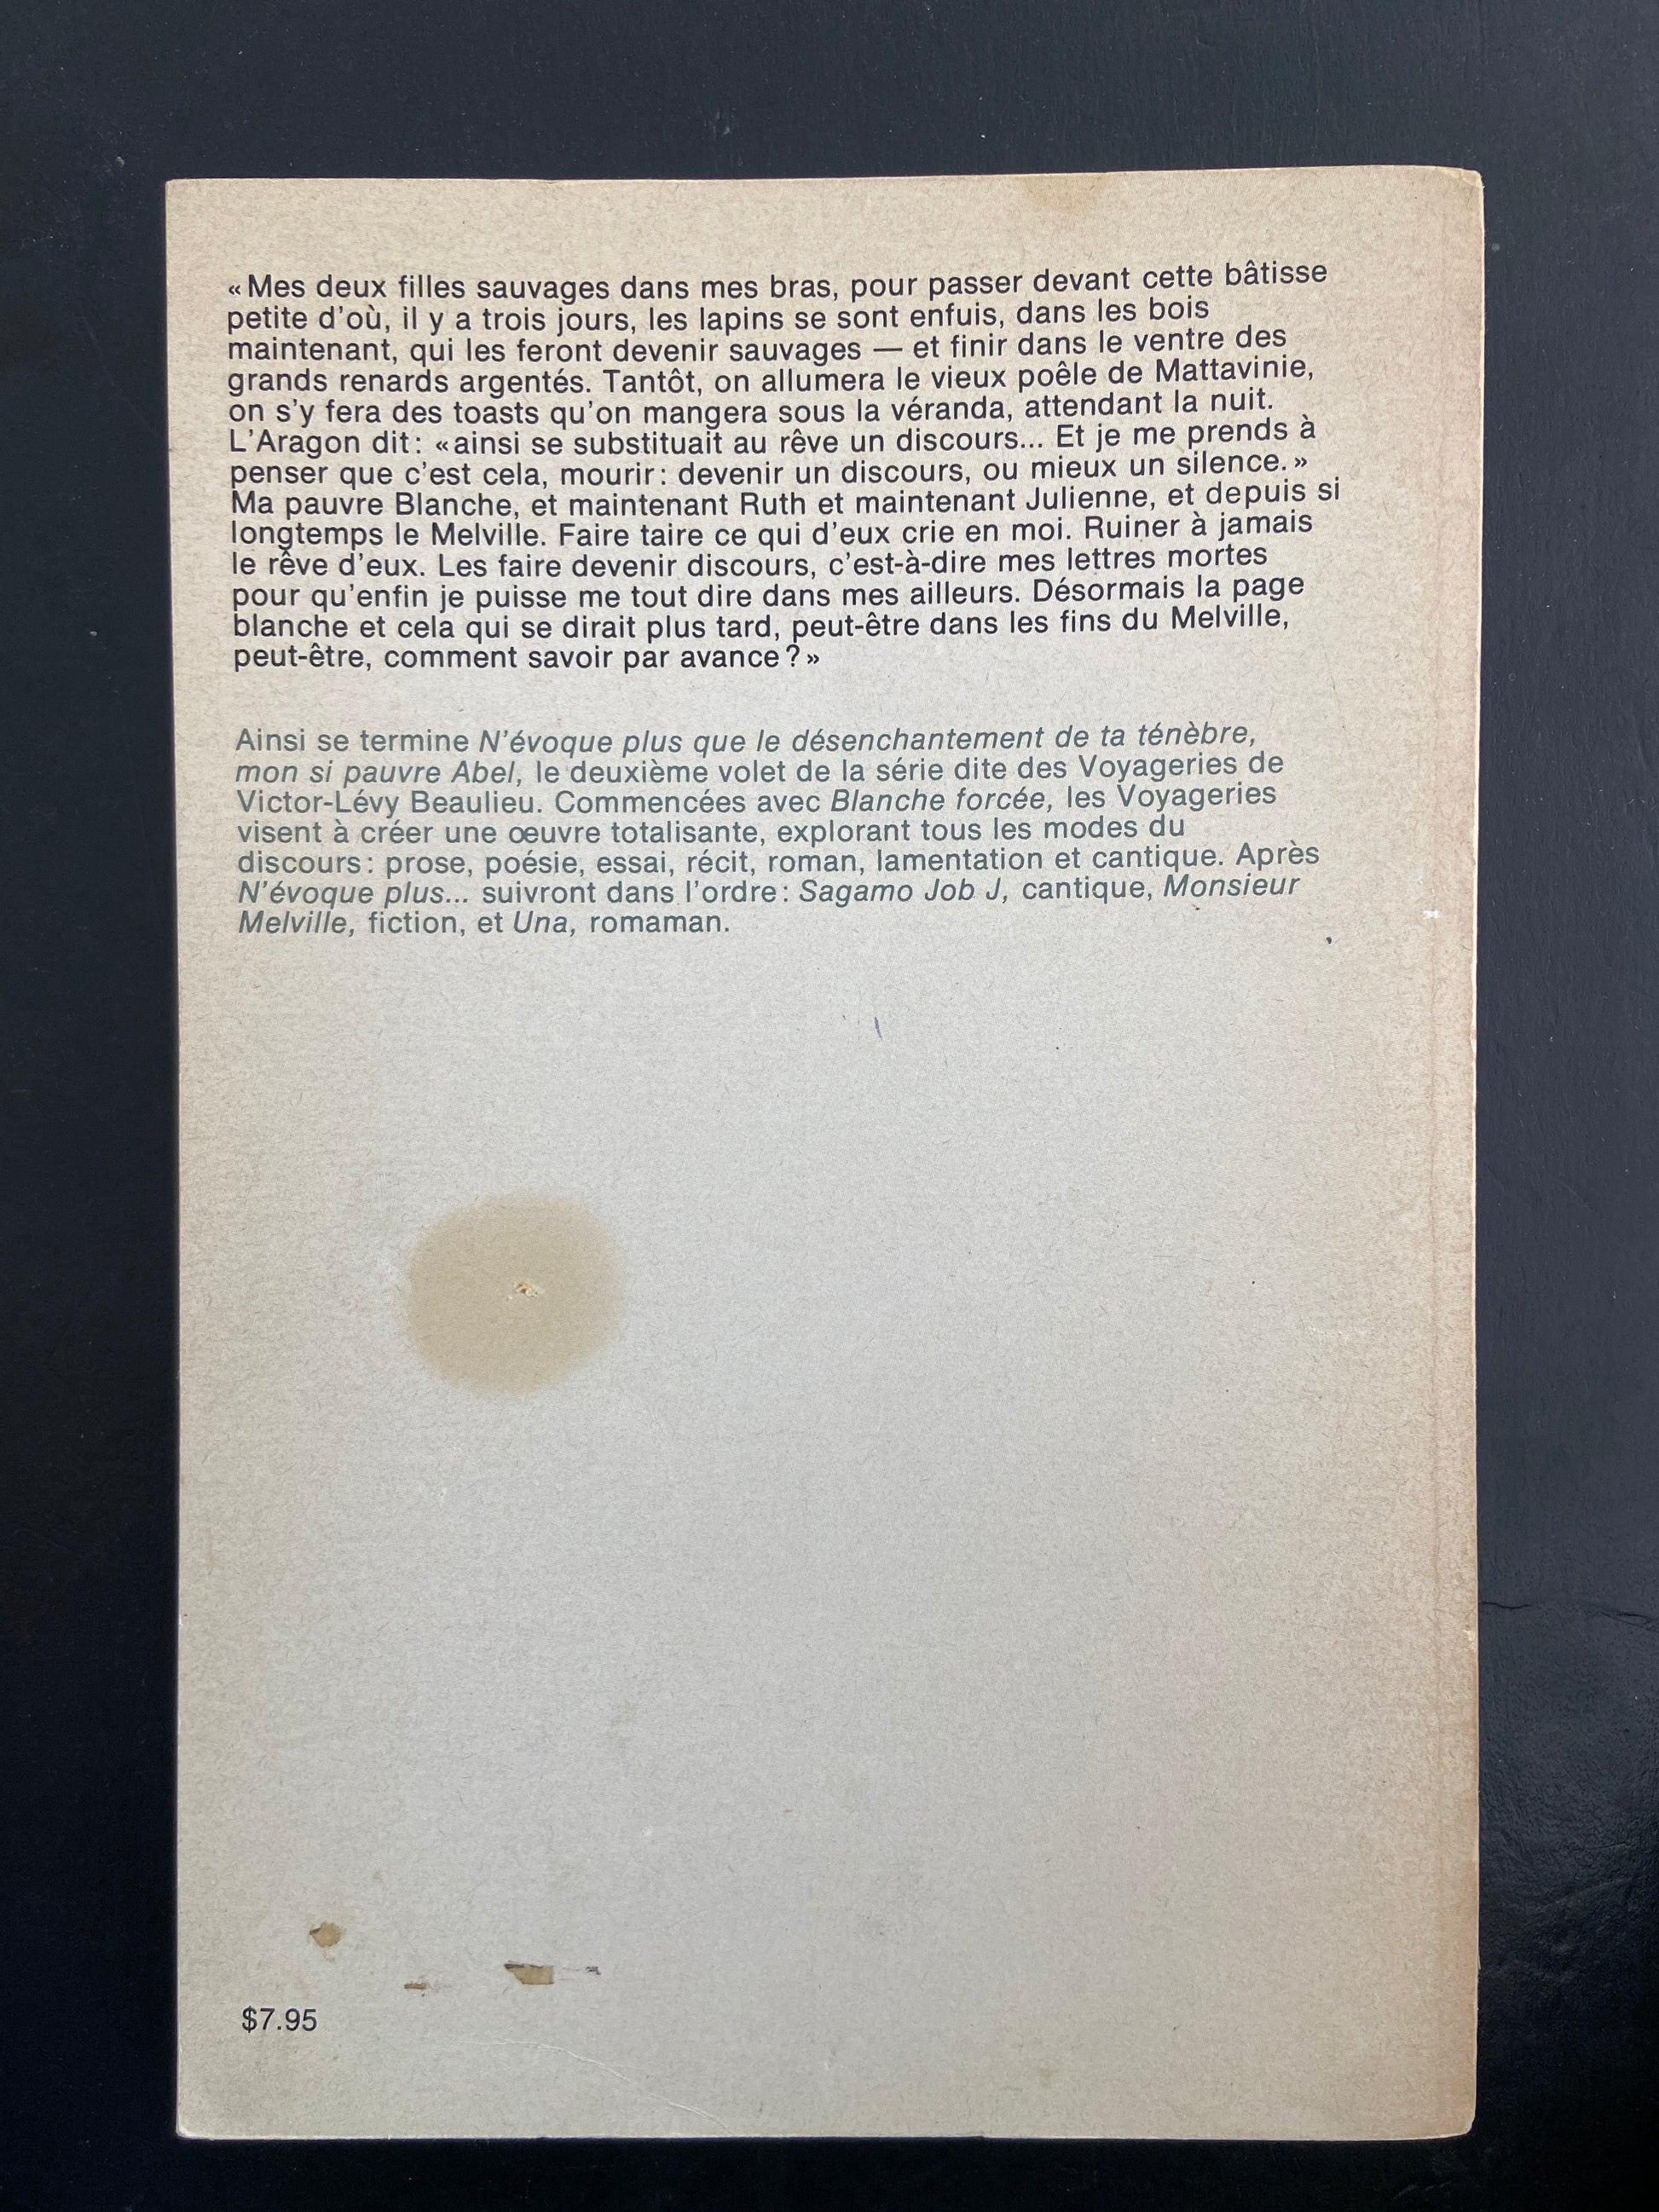 « Mes deux filles sauvages dans mes bras, pour passer devant cette bâtisse
petite d'où, il y a trois jours, les lapins se sont enfuis, dans les bois
maintenant, qui les feront devenir sauvages — et finir dans le ventre des
grands renards argentés. Tantôt, on allumera le vieux poêle de Mattavinie,
on s'y fera des toasts qu'on mangera sous la véranda, attendant la nuit.
L'Aragon dit : «ainsi se substituait au rêve un discours... Et je me prends à
penser que c'est cela, mourir : devenir un discours, ou mieux un silence.»
Ma pauvre Blanche, et maintenant Ruth et maintenant Julienne, et depuis si
longtemps le Melville. Faire taire ce qui d'eux crie en moi. Ruiner à jamais
le rêve d'eux. Les faire devenir discours, c'est-à-dire mes lettres mortes
pour qu'enfin je puisse me tout dire dans mes ailleurs. Désormais la page
blanche et cela qui se dirait plus tard, peut-être dans les fins du Melville,
peut-être, comment savoir par avance ? »
Ainsi se termine N'évoque plus que le désenchantement de ta ténèbre,
mon si pauvre Abel, le deuxième volet de la série dite des Voyageries de
Victor-Lévy Beaulieu. Commencées avec Blanche forcée, les Voyageries
visent à créer une œuvre totalisante, explorant tous les modes du
discours : prose, poésie, essai, récit, roman, lamentation et cantique. Après
N'évoque plus... suivront dans l'ordre : Sagamo Job J, cantique, Monsieur
Melville, fiction, et Una, romaman.
$7.95